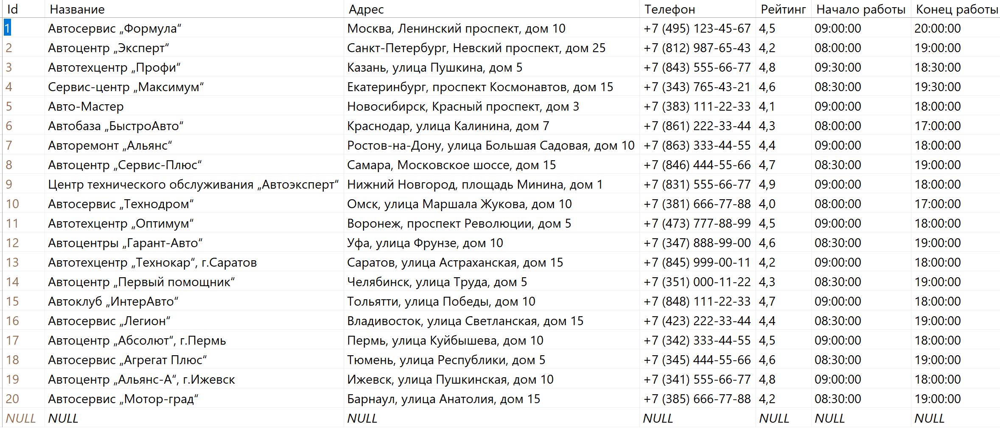 Id Название Адрес Телефон Рейтинг Начало работы Конец работы
1 Автосервис „Формула“ Москва, Ленинский проспект, дом 10 +7 (495) 123-45-67 4,5 09:00:00 20:00:00
2 Автоцентр „Эксперт“ Санкт-Петербург, Невский проспект, дом 25 +7 (812) 987-65-43 4,2 08:00:00 19:00:00
3 Автотехцентр „Профи“ Казань, улица Пушкина, дом 5 +7 (843) 555-66-77 4,8 09:30:00 18:30:00
4 Сервис-центр „Максимум“ Екатеринбург, проспект Космонавтов, дом 15 +7 (343) 765-43-21 4,6 08:30:00 19:30:00
5 Авто-Мастер Новосибирск, Красный проспект, дом 3 +7 (383) 111-22-33 4,1 09:00:00 18:00:00
6 Автобаза „БыстроАвто“ Краснодар, улица Калинина, дом 7 +7 (861) 222-33-44 4,3 08:00:00 17:00:00
7 Авторемонт „Альянс“ Ростов-на-Дону, улица Большая Садовая, дом 10 +7 (863) 333-44-55 4,4 09:00:00 18:00:00
8 Автоцентр „Сервис-Плюс“ Самара, Московское шоссе, дом 15 +7 (846) 444-55-66 4,7 08:30:00 19:00:00
9 Центр технического обслуживания „Автоэксперт“ Нижний Новгород, площадь Минина, дом 1 +7 (831) 555-66-77 4,9 09:00:00 18:00:00
10 Автосервис „Технодром“ Омск, улица Маршала Жукова, дом 10 +7 (381) 666-77-88 4,0 08:00:00 17:00:00
11 Автотехцентр „Оптимум“ Воронеж, проспект Революции, дом 5 +7 (473) 777-88-99 4,5 09:00:00 18:00:00
12 Автоцентры „Гарант-Авто“ Уфа, улица Фрунзе, дом 10 +7 (347) 888-99-00 4,6 08:30:00 19:00:00
13 Автотехцентр „Технокар“, г.Саратов Саратов, улица Астраханская, дом 15 +7 (845) 999-00-11 4,2 09:00:00 18:00:00
14 Автоцентр „Первый помощник“ Челябинск, улица Труда, дом 5 +7 (351) 000-11-22 4,3 08:30:00 19:00:00
15 Автоклуб „ИнтерАвто“ Тольятти, улица Победы, дом 10 +7 (848) 111-22-33 4,7 09:00:00 18:00:00
16 Автосервис „Легион“ Владивосток, улица Светланская, дом 15 +7 (423) 222-33-44 4,4 08:30:00 19:00:00
17 Автоцентр „Абсолют“, г.Пермь Пермь, улица Куйбышева, дом 10 +7 (342) 333-44-55 4,5 09:00:00 18:00:00
18 Автосервис „Агрегат Плюс“ Тюмень, улица Республики, дом 5 +7 (345) 444-55-66 4,6 08:30:00 19:00:00
19 Автоцентр „Альянс-А“, г.Ижевск Ижевск, улица Пушкинская, дом 10 +7 (341) 555-66-77 4,8 09:00:00 18:00:00
20 Автосервис „Мотор-град“ Барнаул, улица Анатолия, дом 15 +7 (385) 666-77-88 4,2 08:30:00 19:00:00
NULL NULL NULL NULL NULL NULL NULL